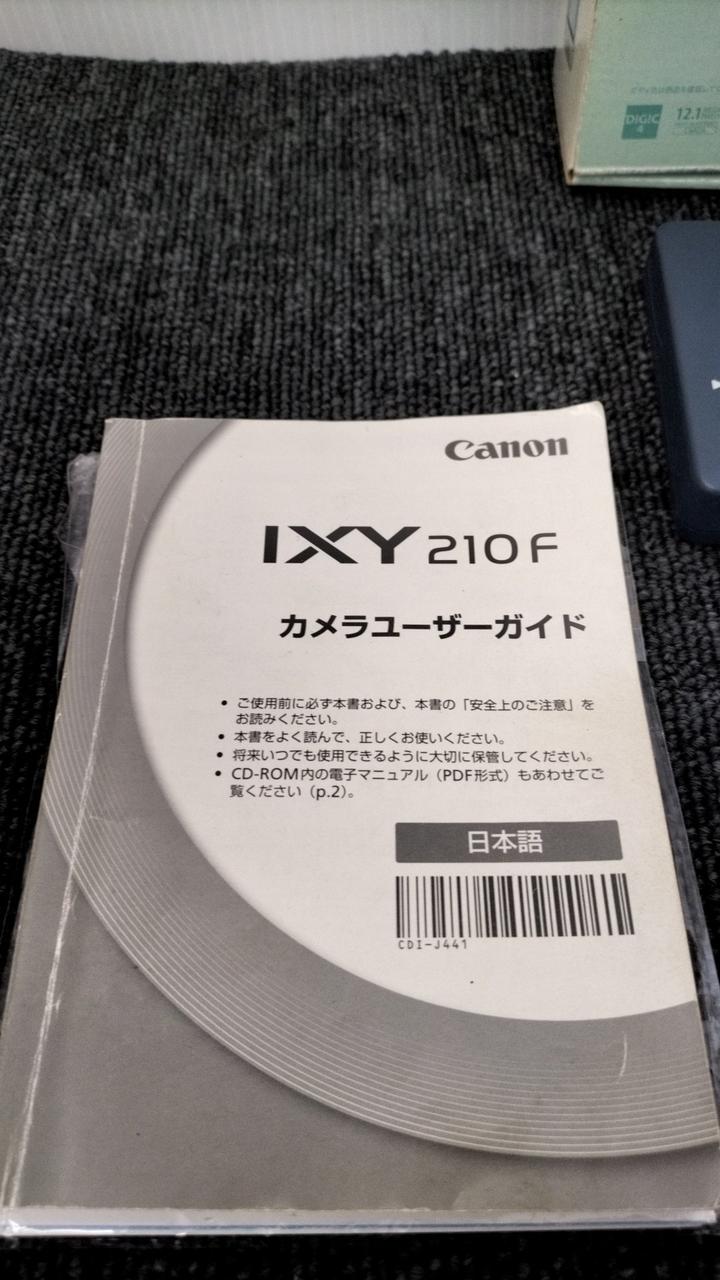 DIGIC
4
12.1
Canon
IXY 210F
カメラユーザーガイド
• ご使用前に必ず本書および、本書の「安全上のご注意」を
お読みください。
• 本書をよく読んで、正しくお使いください。
• 将来いつでも使用できるように大切に保管してください。
• CD-ROM内の電子マニュアル（PDF形式）もあわせてご
覧ください（p.2）。
日本語
CDI-J441